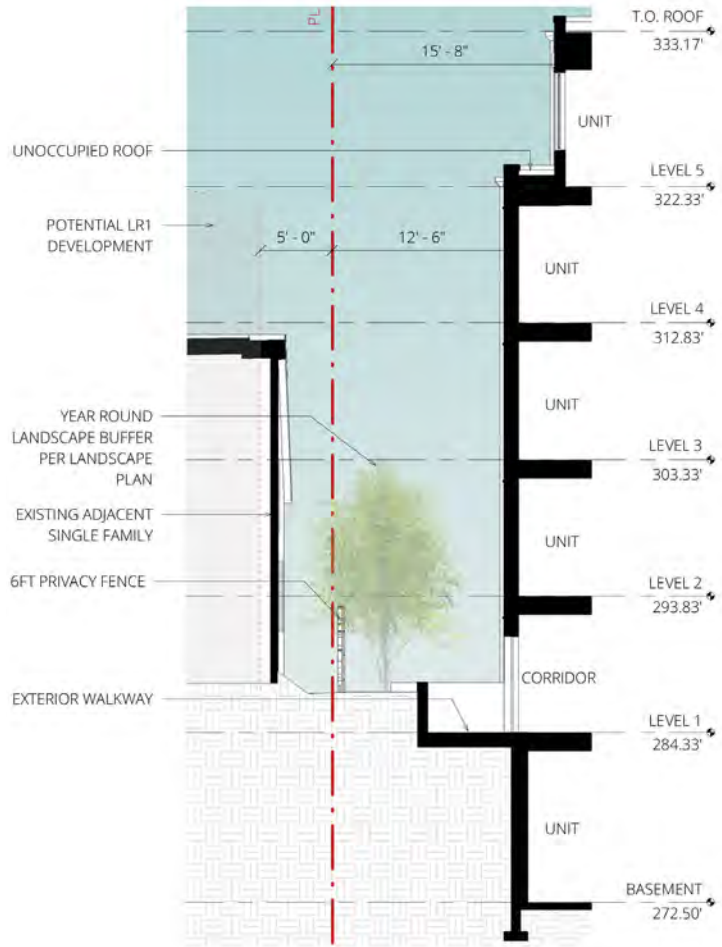 PL
T.O. ROOF
333.17'
15' - 8"
UNIT
UNOCCUPIED ROOF
LEVEL 5
322.33'
POTENTIAL LR1
DEVELOPMENT
5' - 0"
12' - 6"
UNIT
LEVEL 4
312.83'
UNIT
YEAR ROUND
LANDSCAPE BUFFER
PER LANDSCAPE
PLAN
LEVEL 3
303.33'
EXISTING ADJACENT
SINGLE FAMILY
UNIT
6FT PRIVACY FENCE
LEVEL 2
293.83'
CORRIDOR
EXTERIOR WALKWAY
LEVEL 1
284.33'
UNIT
BASEMENT
272.50'